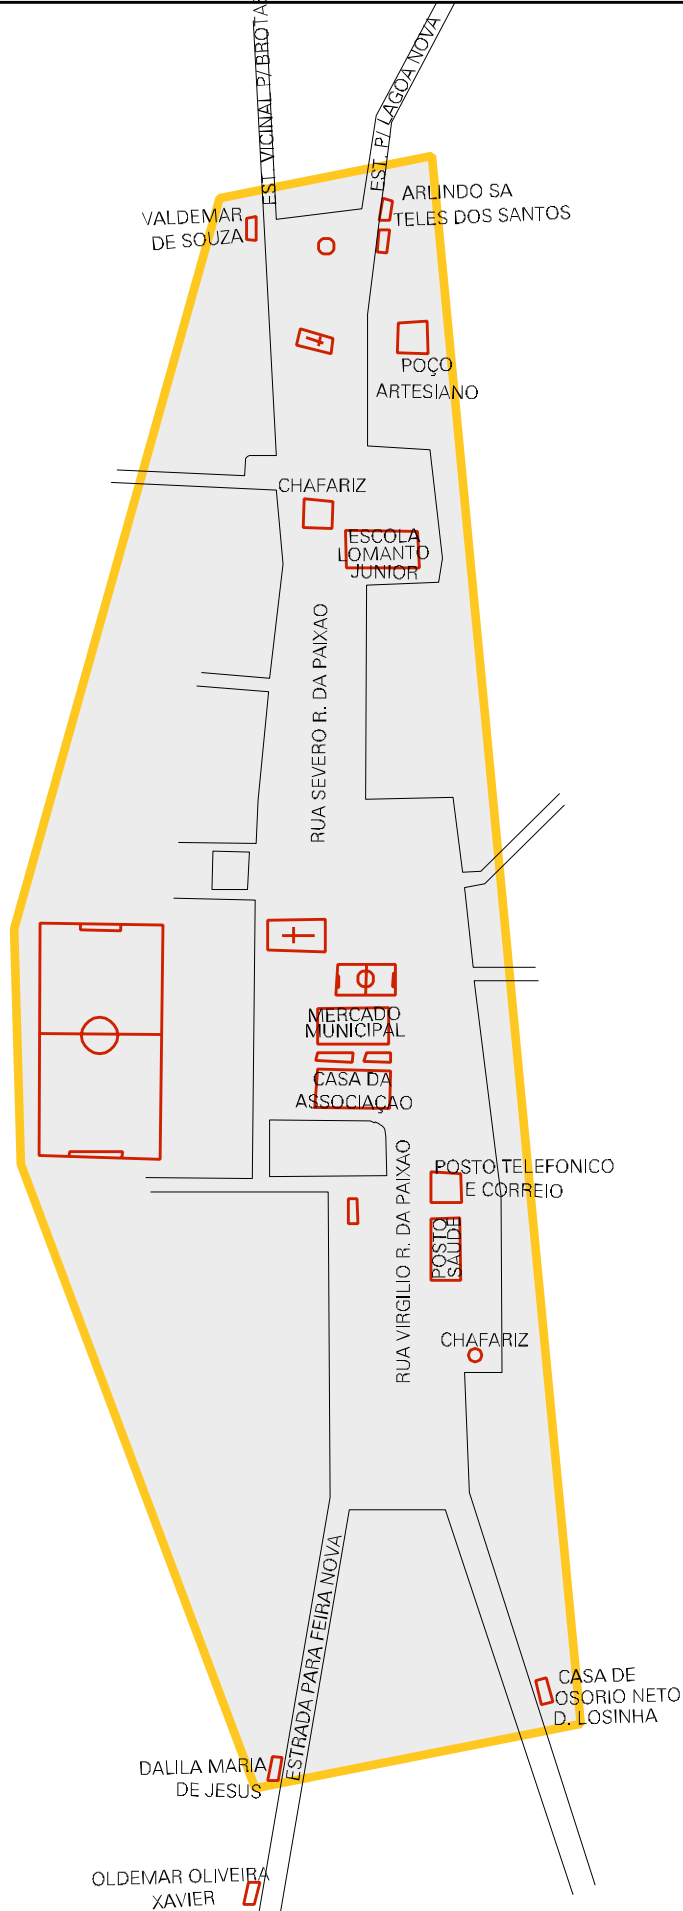 EST. VICINAL P/ BROTAS
EST. P/ LAGOA NOVA
ARLINDO SA
TELES DOS SANTOS
VALDEMAR
DE SOUZA
POÇO
ARTESIANO
CHAFARIZ
ESCOLA
LOMANTO
JUNIOR
RUA SEVERO R. DA PAIXAO
MERCADO
MUNICIPAL
CASA DA
ASSOCIAÇAO
RUA VIRGILIO R. DA PAIXAO
POSTO TELEFONICO
E CORREIO
POSTO
SAUDE
CHAFARIZ
ESTRADA PARA FEIRA NOVA
CASA DE
OSORIO NETO
D. LOSINHA
DALILA MARIA
DE JESUS
OLDEMAR OLIVEIRA
XAVIER